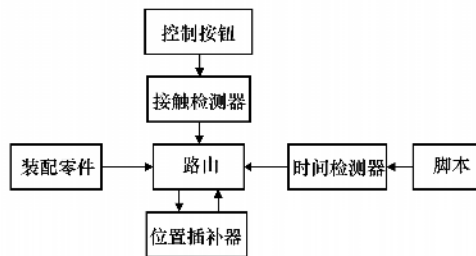 控制按钮
接触检测器
装配零件
路山
时间检测器
脚本
位置插补器